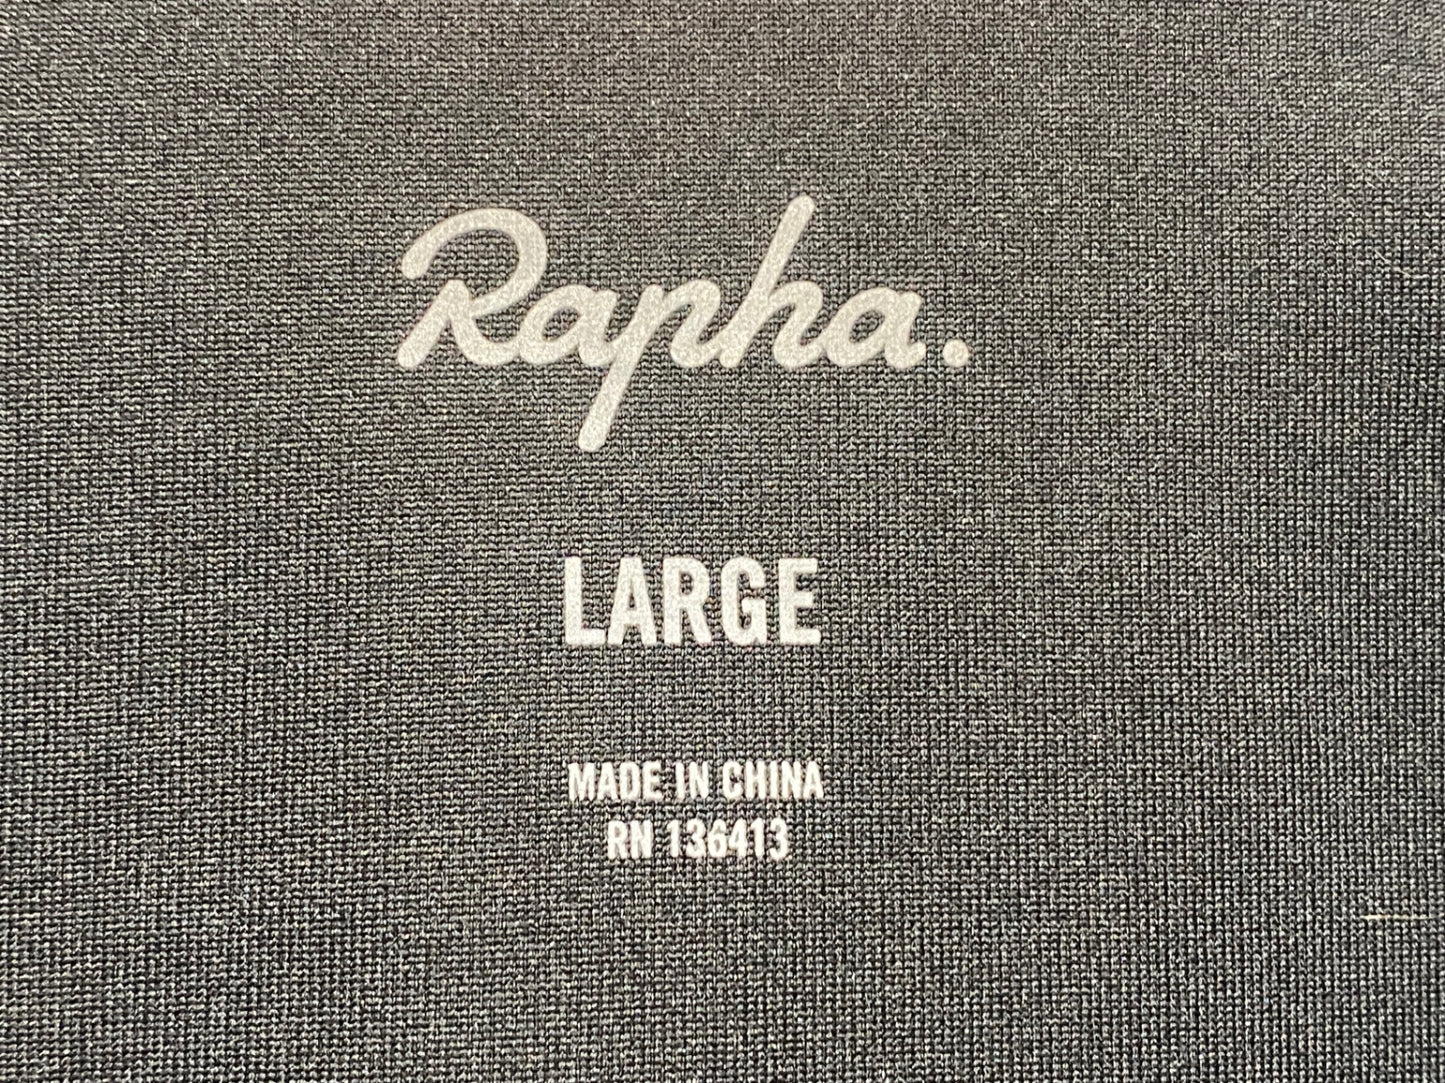 Rapha.
LARGE
MADE IN CHINA
RN 136413